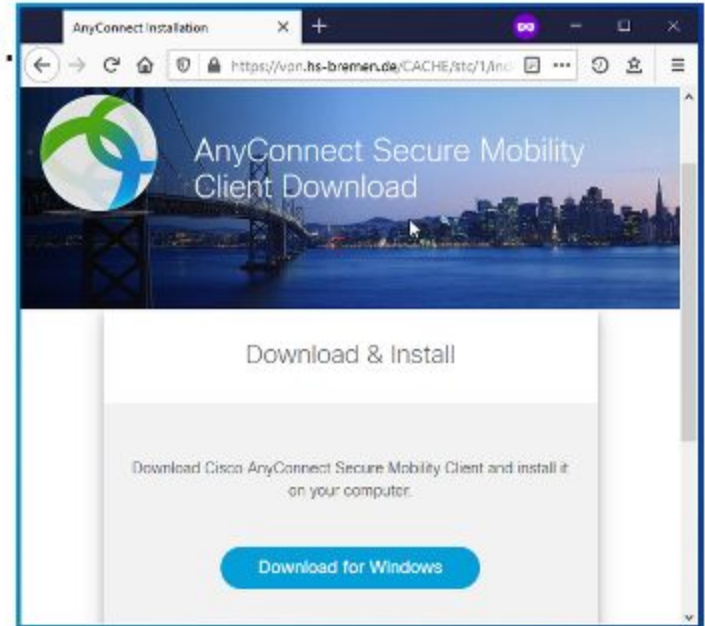 AnyConnect Installation
https://vpn.hs-bremen.de/CACHE/stc/1/ind
AnyConnect Secure Mobility
Client Download
Download & Install
Download Cisco AnyConnect Secure Mobility Client and install it
on your computer.
Download for Windows